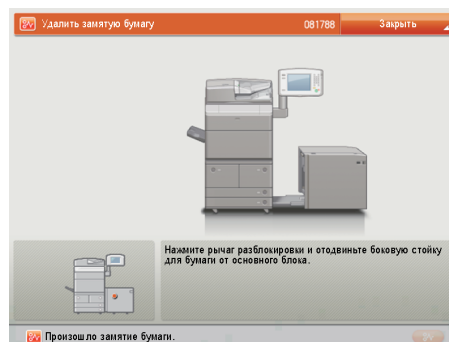 Удалить замятую бумагу 081788 Закрыть
Нажмите рычаг разблокировки и отодвиньте боковую стойку
для бумаги от основного блока.
Произошло замятие бумаги.